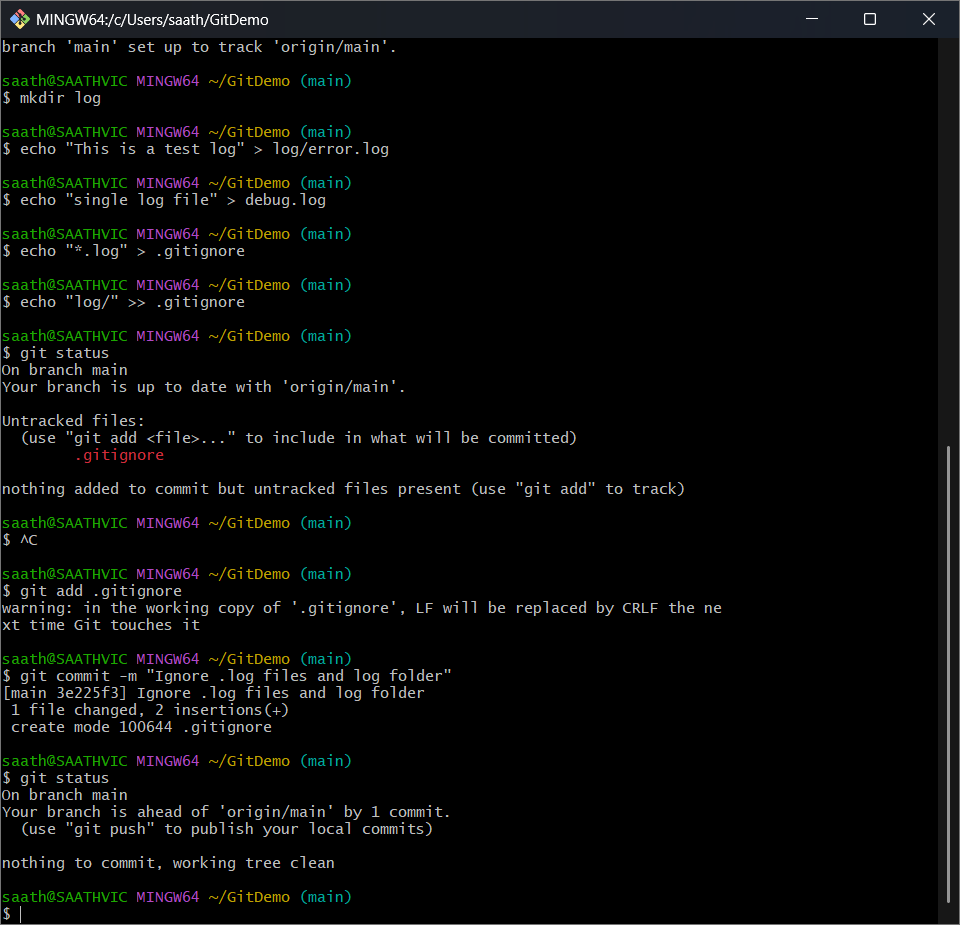 MINGW64:/c/Users/saath/GitDemo
branch 'main' set up to track 'origin/main'.
saath@SAATHVIC MINGW64 ~/GitDemo (main)
$ mkdir log
saath@SAATHVIC MINGW64 ~/GitDemo (main)
$ echo "This is a test log" > log/error.log
saath@SAATHVIC MINGW64 ~/GitDemo (main)
$ echo "single log file" > debug.log
saath@SAATHVIC MINGW64 ~/GitDemo (main)
$ echo "*.log" > .gitignore
saath@SAATHVIC MINGW64 ~/GitDemo (main)
$ echo "log/" >> .gitignore
saath@SAATHVIC MINGW64 ~/GitDemo (main)
$ git status
On branch main
Your branch is up to date with 'origin/main'.
Untracked files:
  (use "git add <file>..." to include in what will be committed)
        .gitignore
nothing added to commit but untracked files present (use "git add" to track)
saath@SAATHVIC MINGW64 ~/GitDemo (main)
$ ^C
saath@SAATHVIC MINGW64 ~/GitDemo (main)
$ git add .gitignore
warning: in the working copy of '.gitignore', LF will be replaced by CRLF the ne
xt time Git touches it
saath@SAATHVIC MINGW64 ~/GitDemo (main)
$ git commit -m "Ignore .log files and log folder"
[main 3e225f3] Ignore .log files and log folder
 1 file changed, 2 insertions(+)
 create mode 100644 .gitignore
saath@SAATHVIC MINGW64 ~/GitDemo (main)
$ git status
On branch main
Your branch is ahead of 'origin/main' by 1 commit.
  (use "git push" to publish your local commits)
nothing to commit, working tree clean
saath@SAATHVIC MINGW64 ~/GitDemo (main)
$